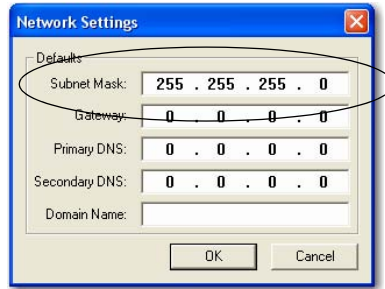 Network Settings
Defaults
Subnet Mask: 255 . 255 . 255 . 0
Gateway: 0 . 0 . 0 . 0
Primary DNS: 0 . 0 . 0 . 0
Secondary DNS: 0 . 0 . 0 . 0
Domain Name:
OK Cancel